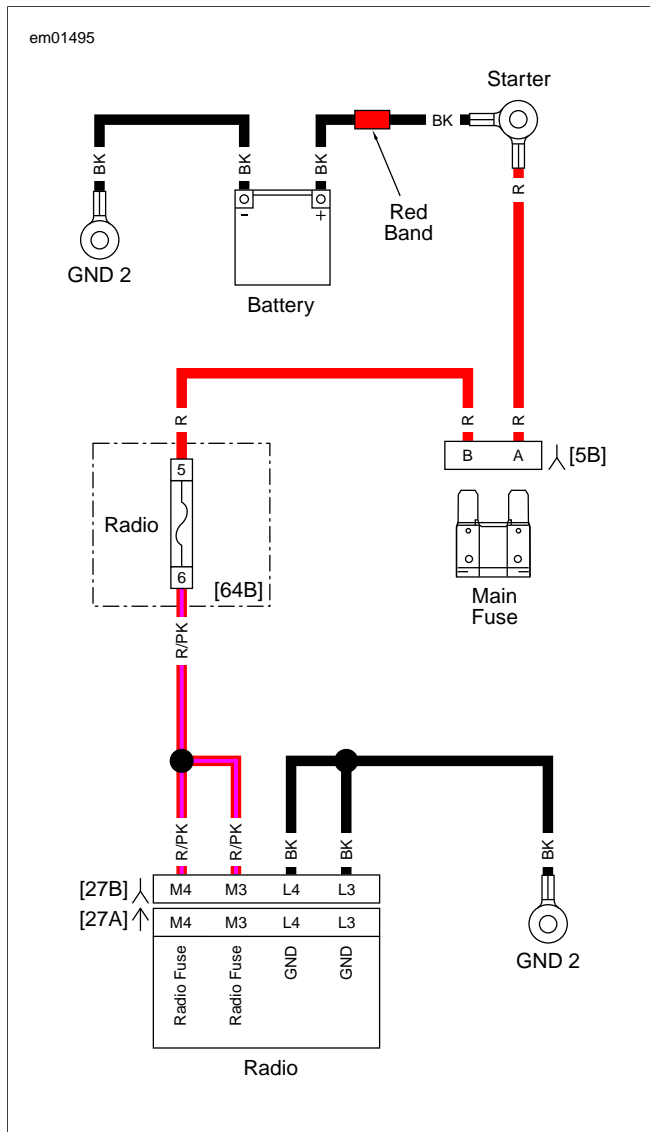 em01495
Starter
BK
BK
BK
R
Red
Band
-
+
GND 2
Battery
R
R
R
B A [5B]
5
Radio
6
[64B]
Main
Fuse
R/PK
R/PK
R/PK
BK
BK
BK
[27B] M4 M3 L4 L3
[27A] M4 M3 L4 L3
Radio Fuse
Radio Fuse
GND
GND
GND 2
Radio